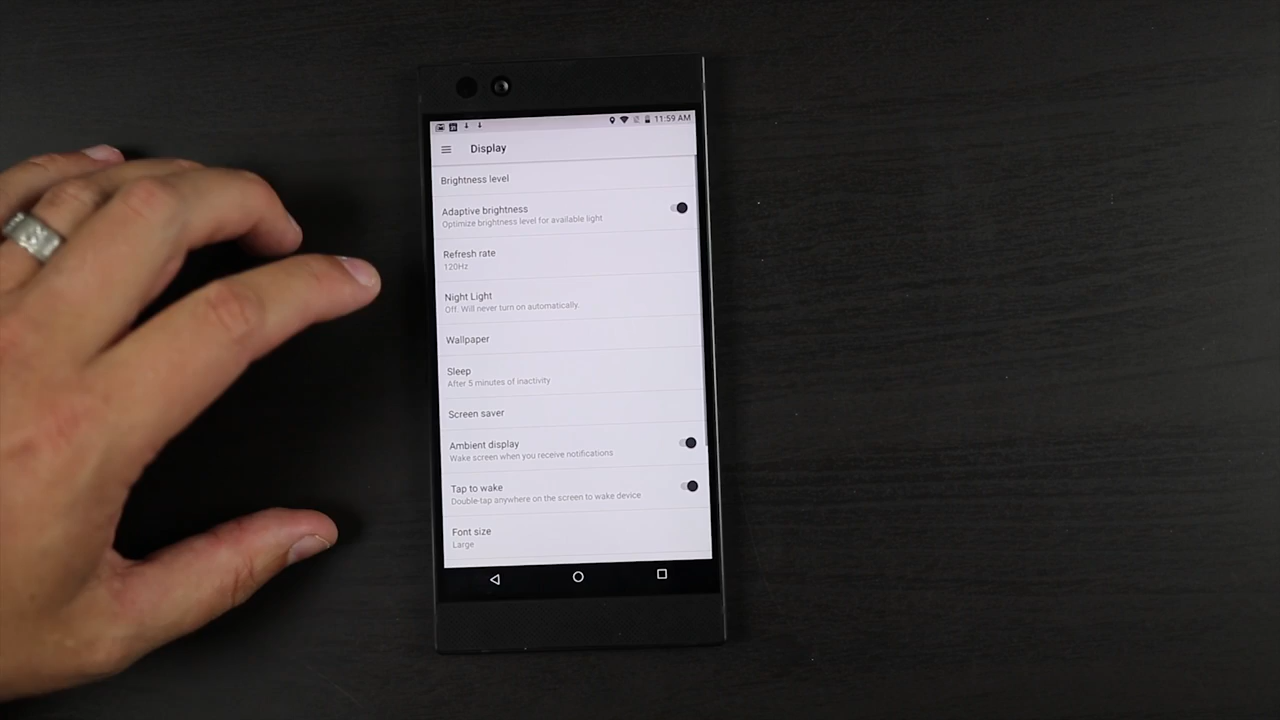 11:59 AM
Display
Brightness level
Adaptive brightness
Optimize brightness level for available light
Refresh rate
120Hz
Night Light
Off. Will never turn on automatically.
Wallpaper
Sleep
After 5 minutes of inactivity
Screen saver
Ambient display
Wake screen when you receive notifications
Tap to wake
Double-tap anywhere on the screen to wake device
Font size
Large